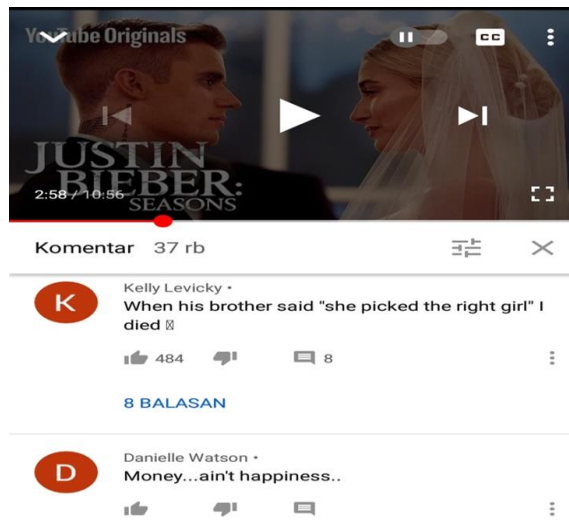 YouTube Originals
CC
JUSTIN
BIEBER:
2:58 / 10:56
SEASONS
Komentar 37 rb
K
Kelly Levicky •
When his brother said "she picked the right girl" I
died
484
8
8 BALASAN
D
Danielle Watson •
Money...ain't happiness..